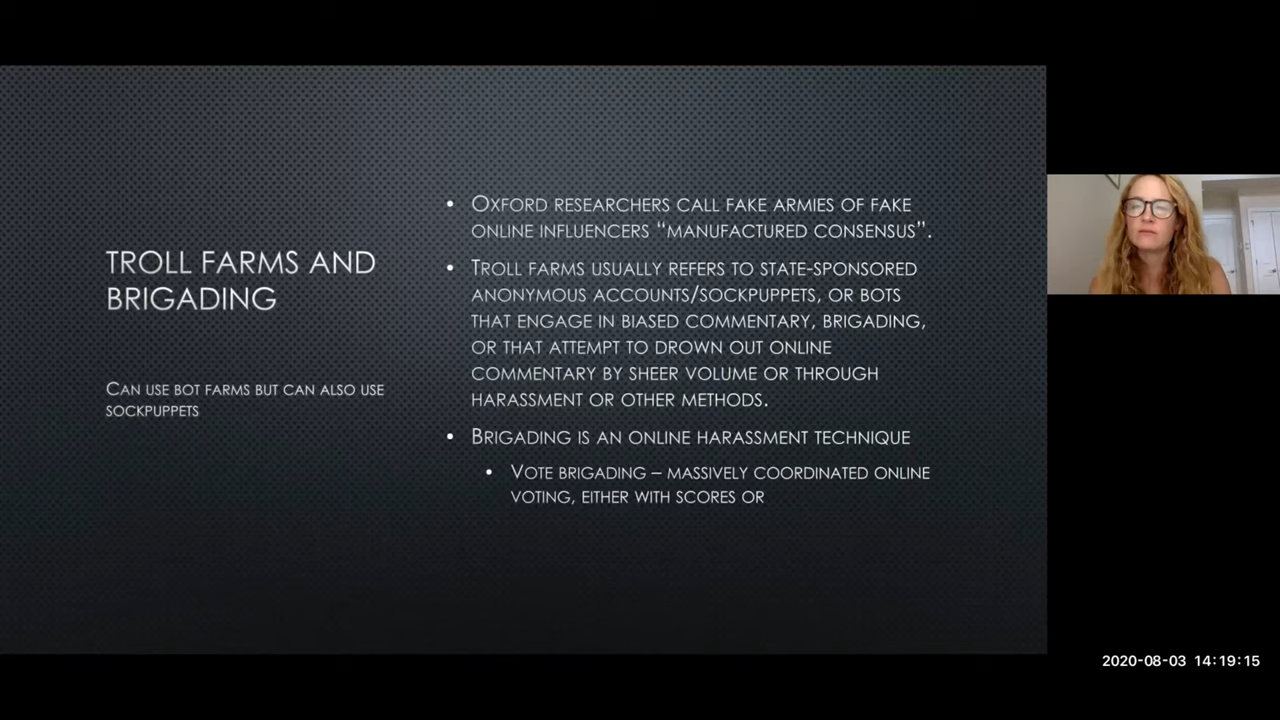 TROLL FARMS AND
BRIGADING
CAN USE BOT FARMS BUT CAN ALSO USE
SOCKPUPPETS
• OXFORD RESEARCHERS CALL FAKE ARMIES OF FAKE
ONLINE INFLUENCERS “MANUFACTURED CONSENSUS”.
• TROLL FARMS USUALLY REFERS TO STATE-SPONSORED
ANONYMOUS ACCOUNTS/SOCKPUPPETS, OR BOTS
THAT ENGAGE IN BIASED COMMENTARY, BRIGADING,
OR THAT ATTEMPT TO DROWN OUT ONLINE
COMMENTARY BY SHEER VOLUME OR THROUGH
HARASSMENT OR OTHER METHODS.
• BRIGADING IS AN ONLINE HARASSMENT TECHNIQUE
• VOTE BRIGADING – MASSIVELY COORDINATED ONLINE
VOTING, EITHER WITH SCORES OR
2020-08-03 14:19:15